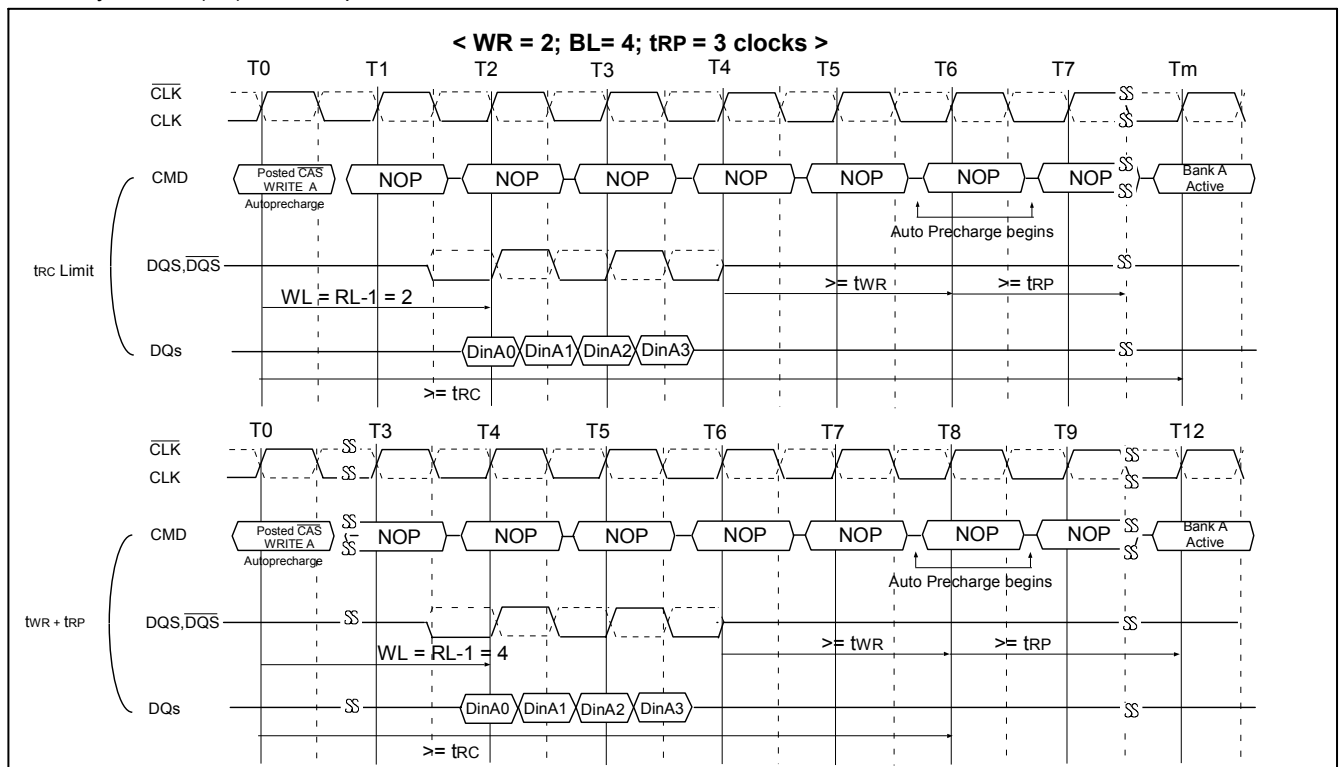 < WR = 2; BL= 4; tRP = 3 clocks >
T0 T1 T2 T3 T4 T5 T6 T7 Tm
CLK
CLK
CMD Posted CAS WRITE A Autoprecharge NOP NOP NOP NOP NOP NOP NOP Bank A Active
Auto Precharge begins
tRC Limit
DQS,DQS
>= tWR >= tRP
WL = RL-1 = 2
DQs DinA0 DinA1 DinA2 DinA3
>= tRC
T0 T3 T4 T5 T6 T7 T8 T9 T12
CLK
CLK
CMD Posted CAS WRITE A Autoprecharge NOP NOP NOP NOP NOP NOP NOP Bank A Active
Auto Precharge begins
tWR + tRP
DQS,DQS
>= tWR >= tRP
WL = RL-1 = 4
DQs DinA0 DinA1 DinA2 DinA3
>= tRC